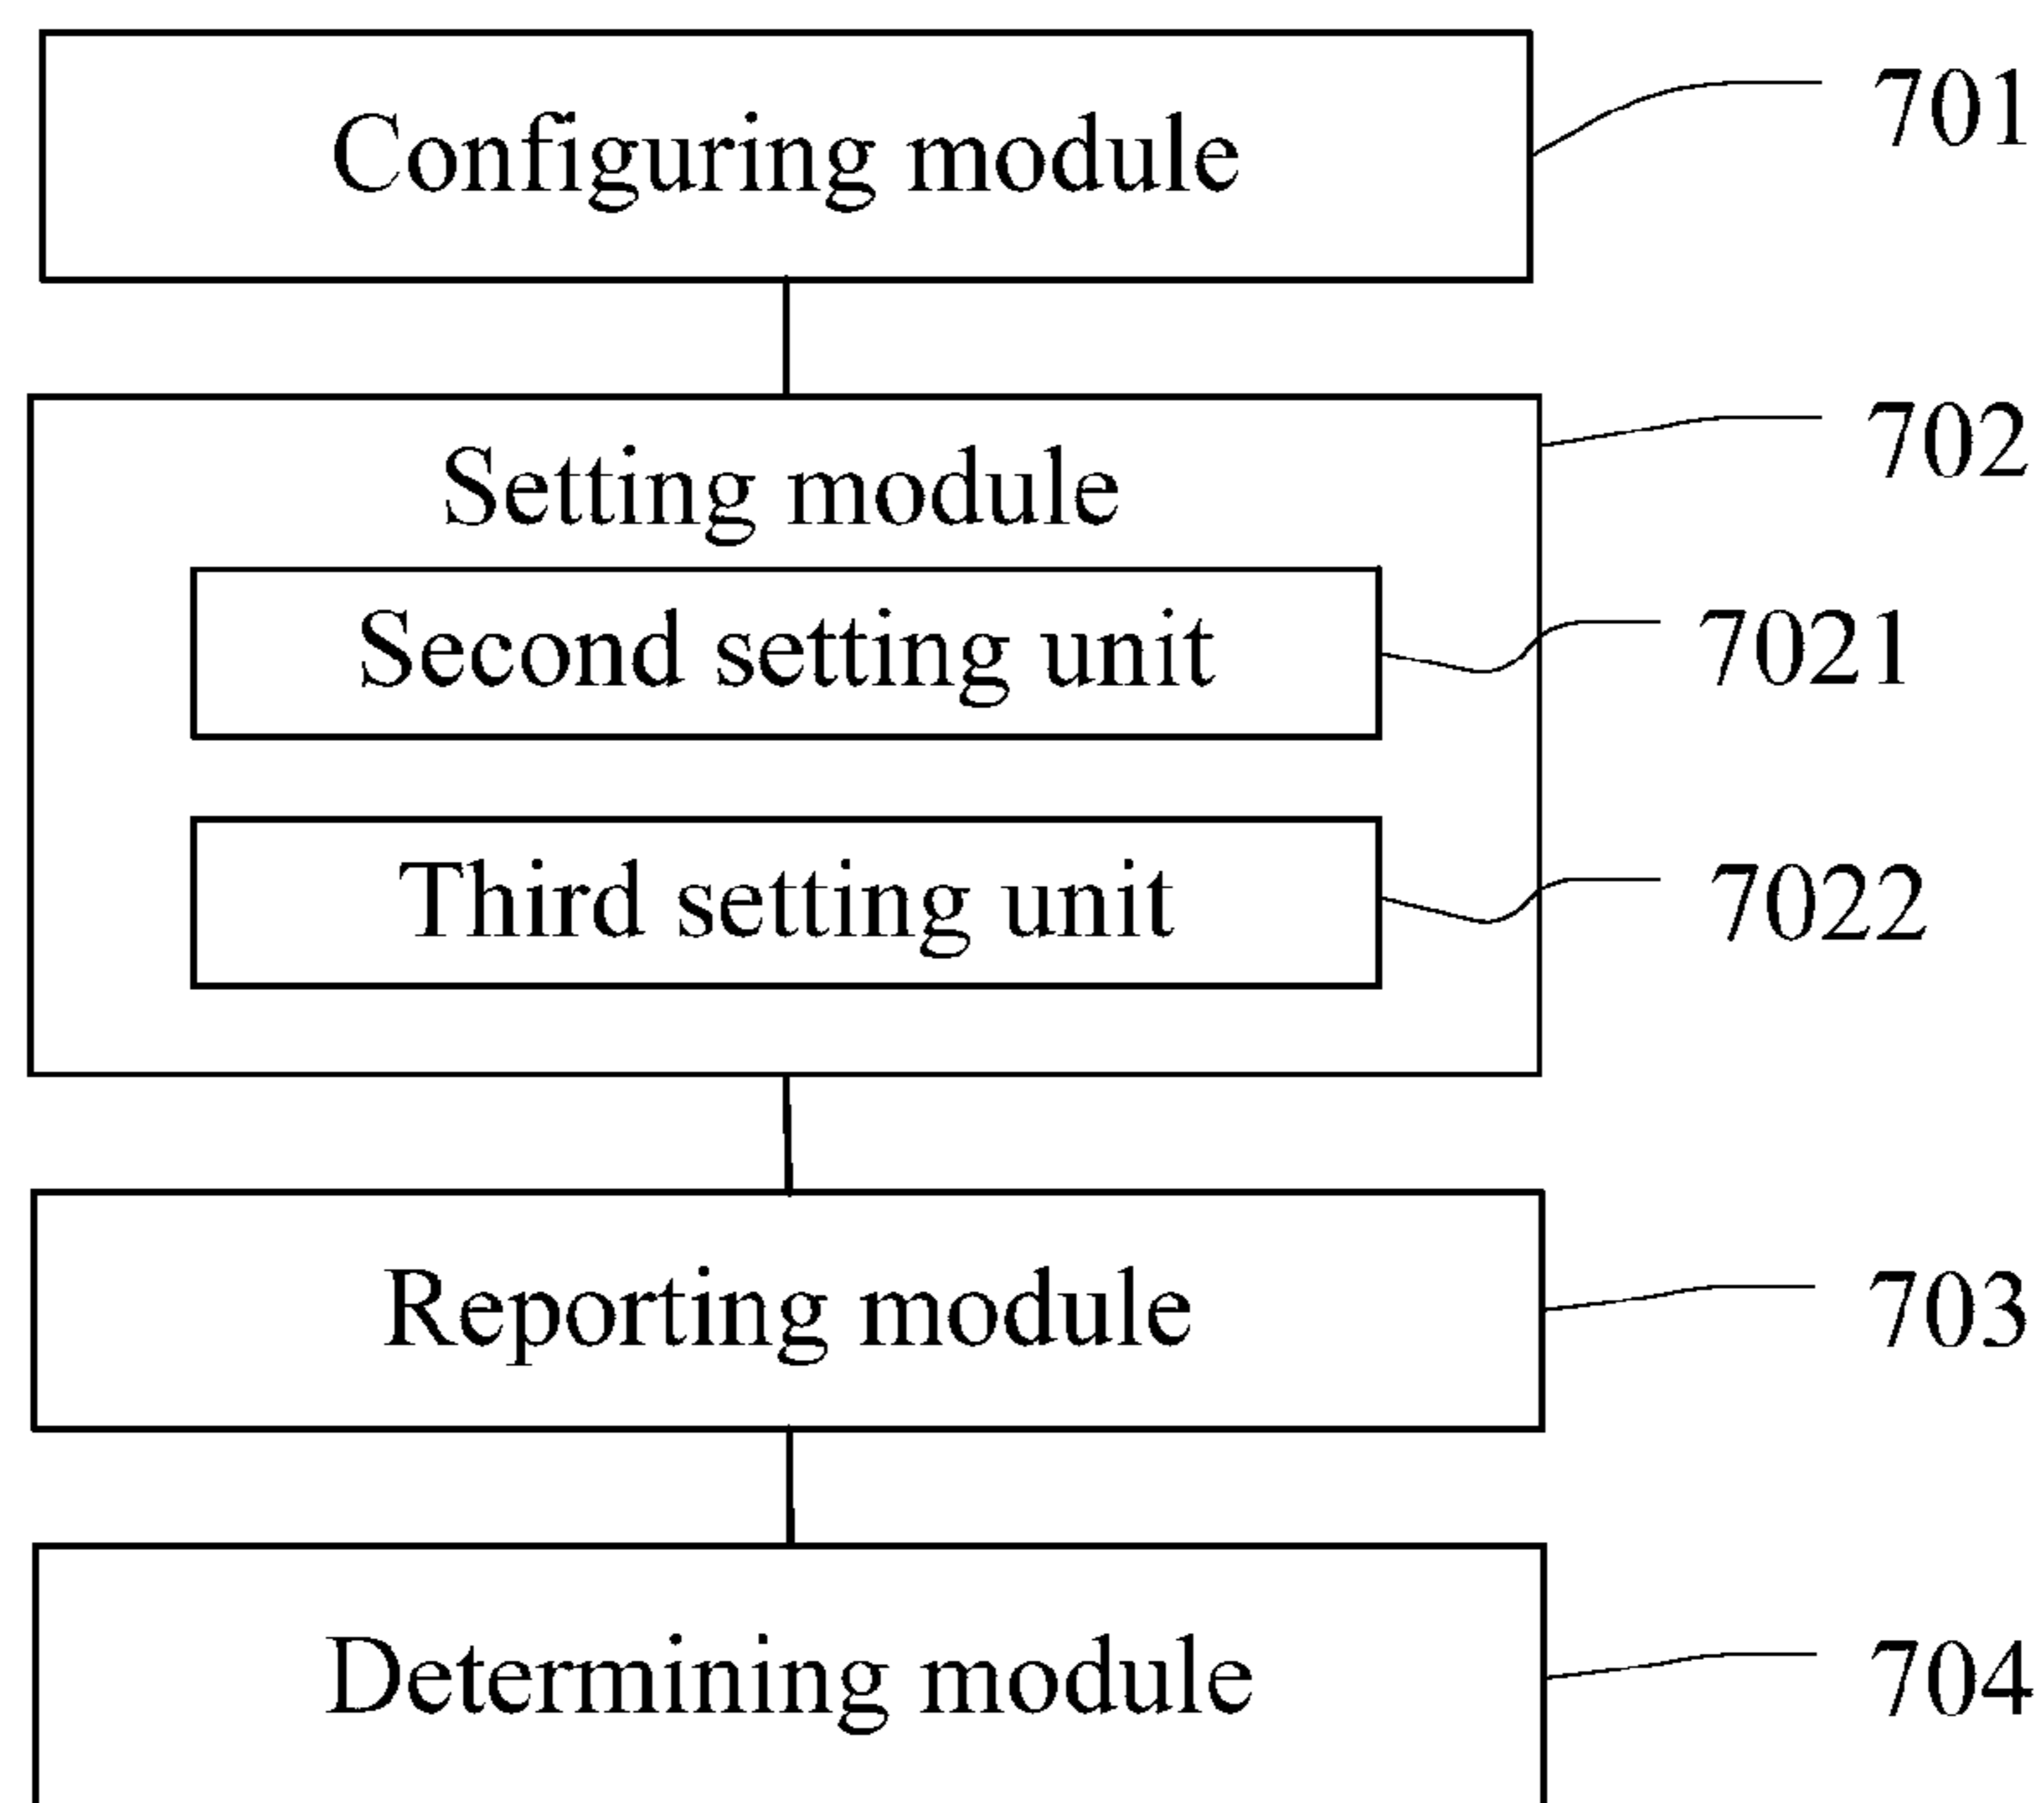 Configuring module
701
Setting module
702
Second setting unit
7021
Third setting unit
7022
Reporting module
703
Determining module
704